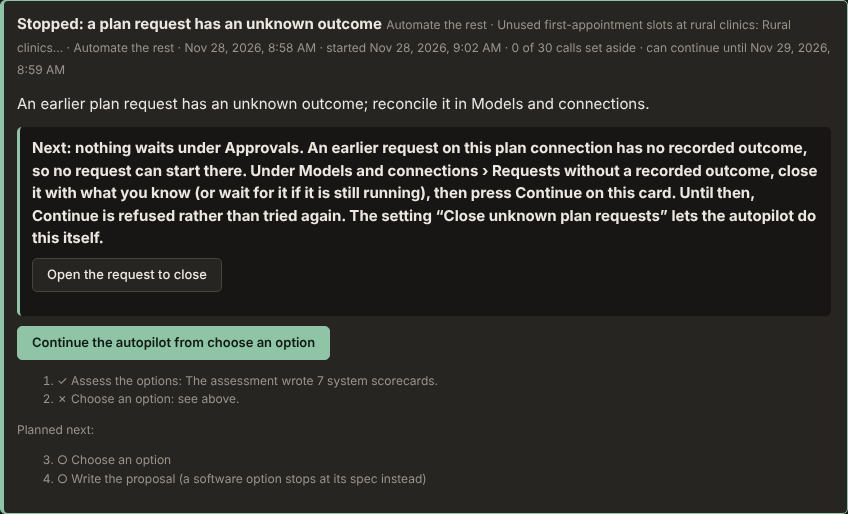 Stopped: a plan request has an unknown outcome Automate the rest · Unused first-appointment slots at rural clinics: Rural
clinics... · Automate the rest · Nov 28, 2026, 8:58 AM · started Nov 28, 2026, 9:02 AM · 0 of 30 calls set aside · can continue until Nov 29, 2026,
8:59 AM
An earlier plan request has an unknown outcome; reconcile it in Models and connections.
Next: nothing waits under Approvals. An earlier request on this plan connection has no recorded outcome,
so no request can start there. Under Models and connections › Requests without a recorded outcome, close
it with what you know (or wait for it if it is still running), then press Continue on this card. Until then,
Continue is refused rather than tried again. The setting “Close unknown plan requests” lets the autopilot do
this itself.
Open the request to close
Continue the autopilot from choose an option
1. ✓ Assess the options: The assessment wrote 7 system scorecards.
2. × Choose an option: see above.
Planned next:
3. ○ Choose an option
4. ○ Write the proposal (a software option stops at its spec instead)